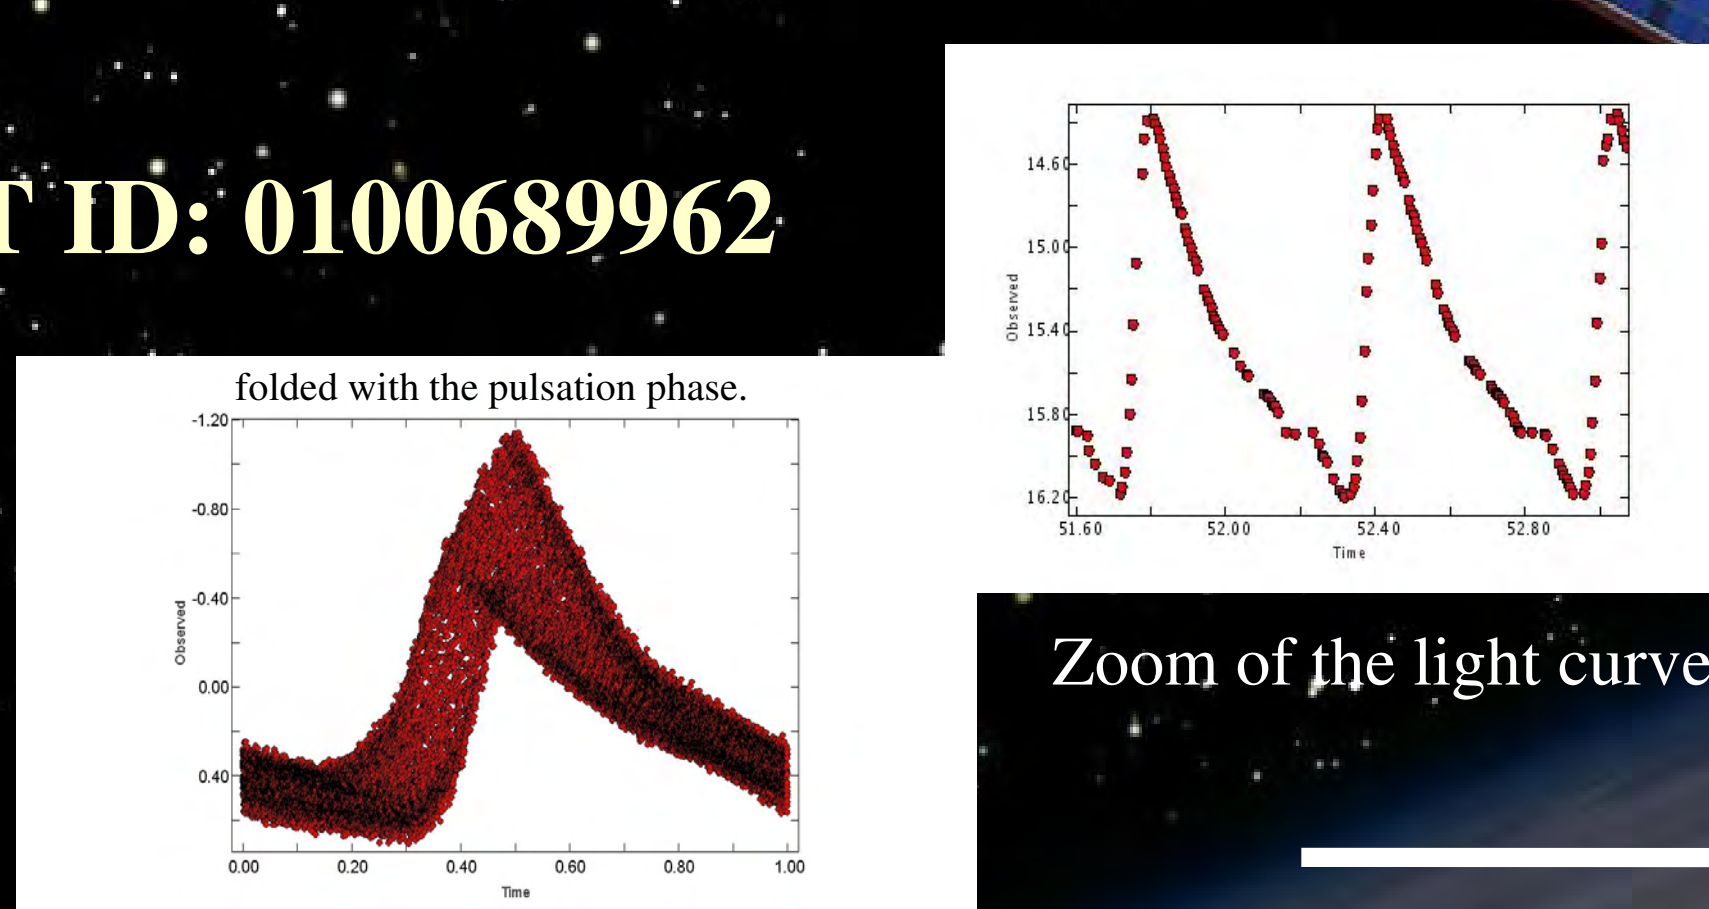 T ID: 0100689962
folded with the pulsation phase.
-1.20
-0.80
-0.40
0.00
0.40
Observed
0.00 0.20 0.40 0.60 0.80 1.00
Time
14.60
15.00
15.40
15.80
16.20
Observed
51.60 52.00 52.40 52.80
Time
Zoom of the light curve